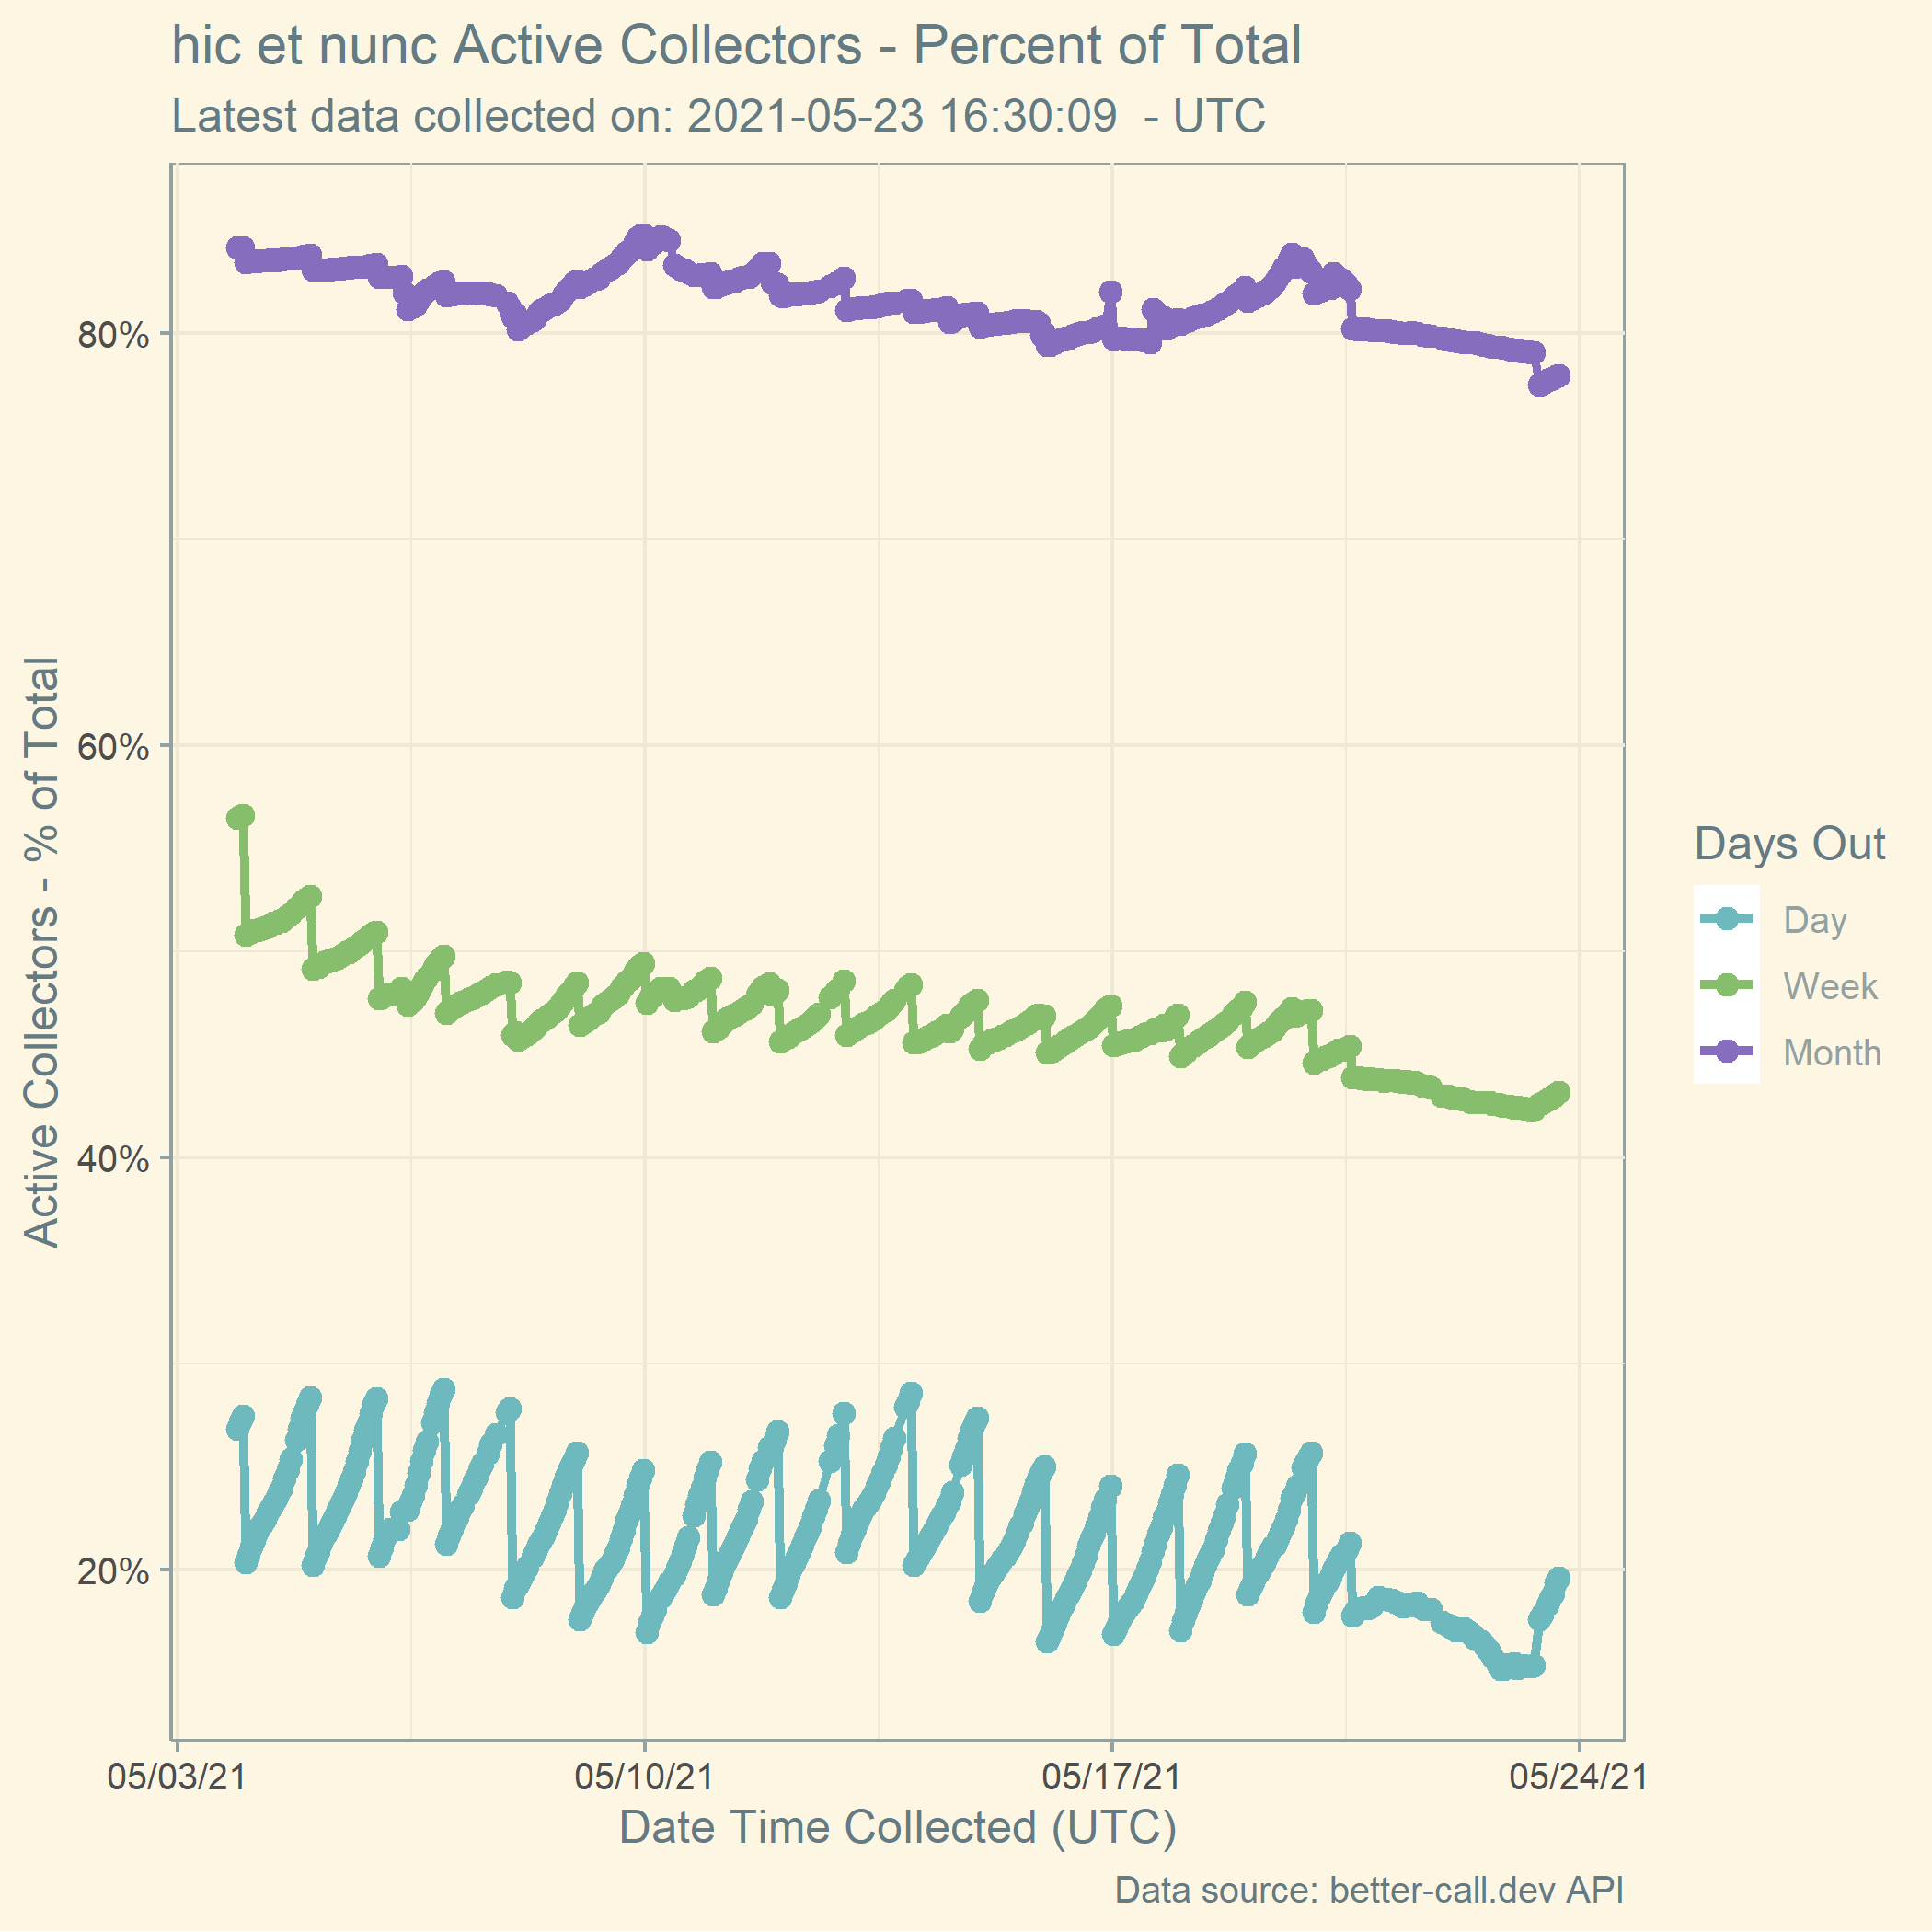 hic et nunc Active Collectors - Percent of Total
Latest data collected on: 2021-05-23 16:30:09  - UTC
Active Collectors - % of Total
80%
60%
40%
20%
05/03/21
05/10/21
05/17/21
05/24/21
Date Time Collected (UTC)
Days Out
Day
Week
Month
Data source: better-call.dev API